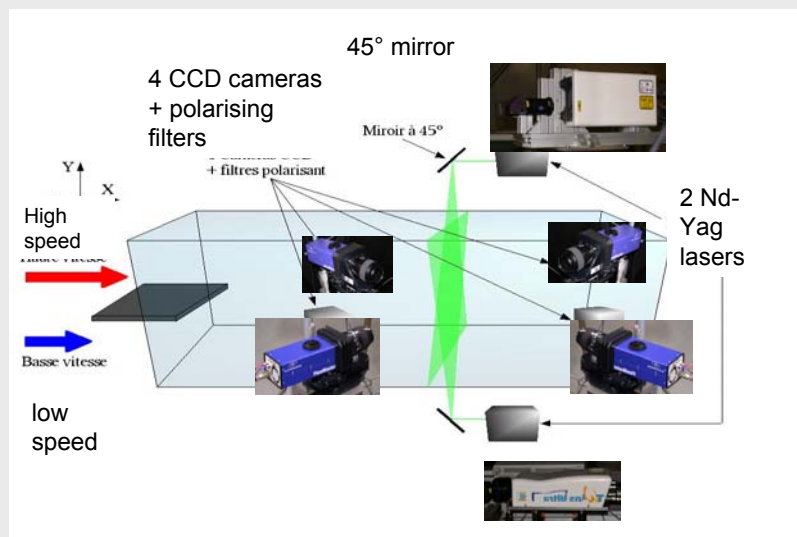 45° mirror
4 CCD cameras
+ polarising
filters
Miroir à 45°
+ filtres polarisant
Y
X
High
speed
2 Nd-
Yag
lasers
Basse vitesse
low
speed